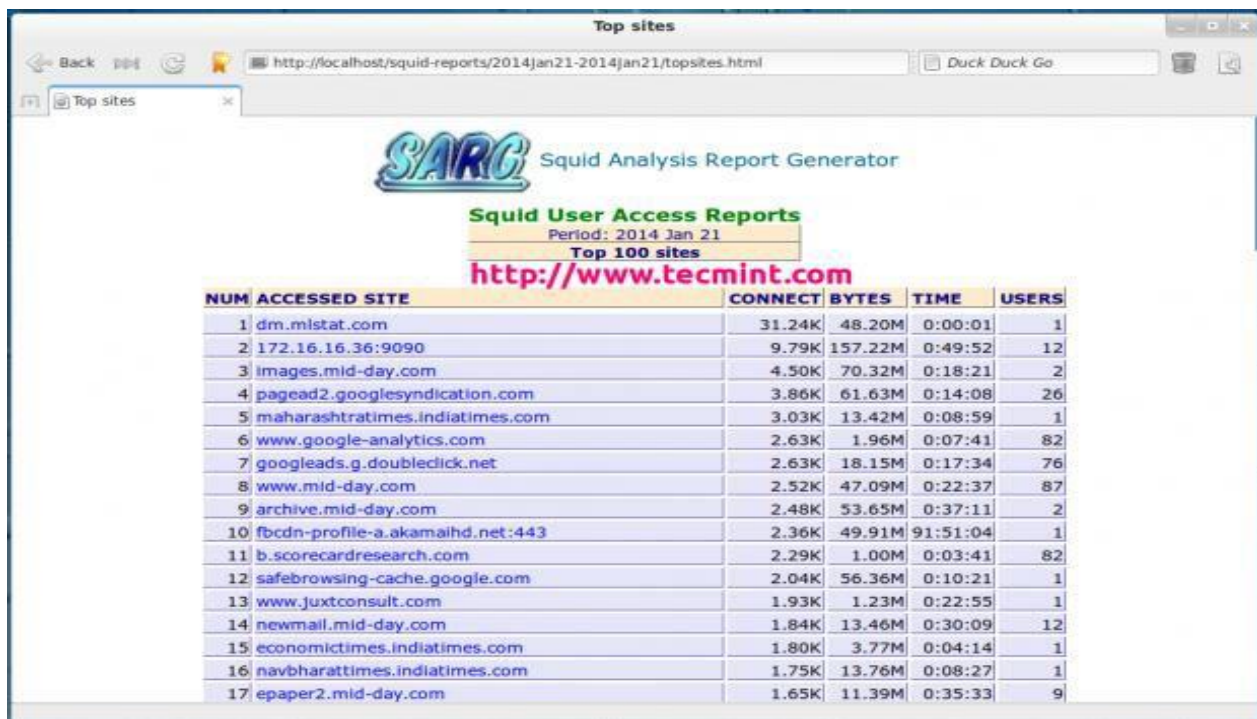 Top sites
Back http://localhost/squid-reports/2014Jan21-2014Jan21/topsites.html Duck Duck Go
Top sites
SARG Squid Analysis Report Generator
Squid User Access Reports
Period: 2014 Jan 21
Top 100 sites
http://www.tecmint.com
NUM ACCESSED SITE CONNECT BYTES TIME USERS
1 dm.mlstat.com 31.24K 48.20M 0:00:01 1
2 172.16.16.36:9090 9.79K 157.22M 0:49:52 12
3 images.mid-day.com 4.50K 70.32M 0:18:21 2
4 pagead2.googlesyndication.com 3.86K 61.63M 0:14:08 26
5 maharashtratimes.indiatimes.com 3.03K 13.42M 0:08:59 1
6 www.google-analytics.com 2.63K 1.96M 0:07:41 82
7 googleads.g.doubleclick.net 2.63K 18.15M 0:17:34 76
8 www.mid-day.com 2.52K 47.09M 0:22:37 87
9 archive.mid-day.com 2.48K 53.65M 0:37:11 2
10 fbcdn-profile-a.akamaihd.net:443 2.36K 49.91M 91:51:04 1
11 b.scorecardresearch.com 2.29K 1.00M 0:03:41 82
12 safebrowsing-cache.google.com 2.04K 56.36M 0:10:21 1
13 www.juxtconsult.com 1.93K 1.23M 0:22:55 1
14 newmail.mid-day.com 1.84K 13.46M 0:30:09 12
15 economictimes.indiatimes.com 1.80K 3.77M 0:04:14 1
16 navbharattimes.indiatimes.com 1.75K 13.76M 0:08:27 1
17 epaper2.mid-day.com 1.65K 11.39M 0:35:33 9